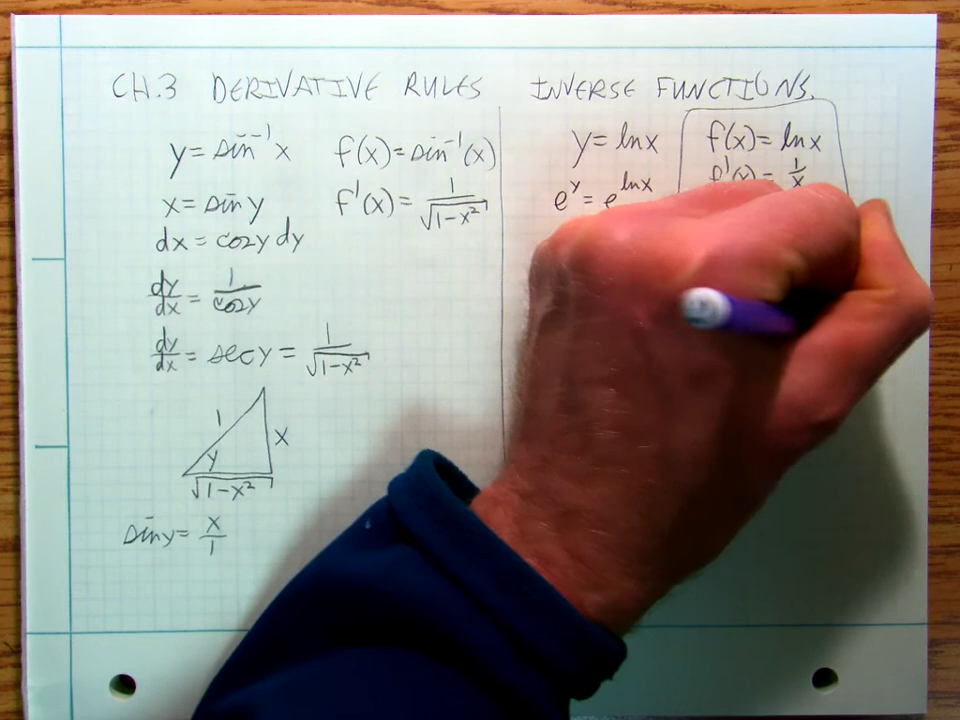 CH.3 DERIVATIVE RULES INVERSE FUNCTIONS.
y = sin⁻¹ x
f(x) = sin⁻¹(x)
x = sin y
f'(x) = 1/√(1-x²)
dx = cos y dy
dy/dx = 1/cos y
dy/dx = sec y = 1/√(1-x²)
1
x
y
√(1-x²)
sin y = x/1
y = ln x
f(x) = ln x
e^y = e^(ln x)
f'(x) = 1/x